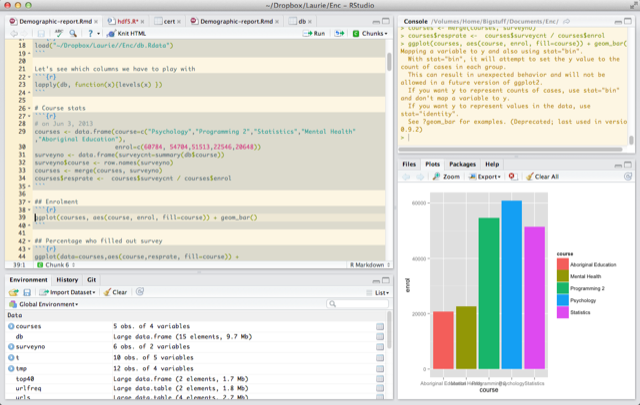 ~/Dropbox/Laurie/Enc - RStudio
Demographic-report.Rmd
hdf5.R*
cert
Demographic-report.Rmd
db
ABC
Knit HTML
Run
Chunks
18
load("~/Dropbox/Laurie//Enc/db.Rdata")
19
```
20
21
Let's see which columns we have to play with
22
```{r}
23
lapply(db, function(x){levels(x) })
24
```
25
26
# Course stats
27
```{r}
28
# on Jun 3, 2013
29
courses <- data.frame(course=c("Psychology","Programming 2","Statistics","Mental Health"
,"Aboriginal Education"),
30
enrol=c(60784, 54704,51513,22546,20648))
31
surveyno <- data.frame(surveycnt=summary(db$course))
32
surveyno$course <- row.names(surveyno)
33
courses <- merge(courses, surveyno)
34
courses$resprate <- courses$surveycnt / courses$enrol
35
```
36
37
## Enrolment
38
```{r}
39
ggplot(courses, aes(course, enrol, fill=course)) + geom_bar()
40
```
41
42
## Percentage who filled out survey
43
```{r}
44
ggplot(data=courses,aes(course,resprate, fill=course)) +
39:1
Chunk 6
R Markdown
Environment
History
Git
Import Dataset
Clear
List
Global Environment
Data
courses
5 obs. of 4 variables
db
Large data.frame (15 elements, 9.7 Mb)
surveyno
6 obs. of 2 variables
t
10 obs. of 5 variables
tmp
12 obs. of 4 variables
top40
Large data.frame (2 elements, 1.7 Mb)
urlfreq
Large data.table (2 elements, 1.8 Mb)
urls
Large data.table (4 elements, 2.7 Mb)
Console
/Volumes/Home/Bigstuff/Documents/Enc/
courses <- merge(courses, surveyno)
> courses$resprate <- courses$surveycnt / courses$enrol
> ggplot(courses, aes(course, enrol, fill=course)) + geom_bar(
Mapping a variable to y and also using stat="bin".
With stat="bin", it will attempt to set the y value to the
count of cases in each group.
This can result in unexpected behavior and will not be
allowed in a future version of ggplot2.
If you want y to represent counts of cases, use stat="bin"
and don't map a variable to y.
If you want y to represent values in the data, use
stat="identity".
See ?geom_bar for examples. (Deprecated; last used in versio
0.9.2)
>
Files
Plots
Packages
Help
Zoom
Export
Clear All
60000
40000
20000
0
enrol
Aboriginal Education
Mental Health
Programming 2
Psychology
Statistics
course
course
Aboriginal Education
Mental Health
Programming 2
Psychology
Statistics